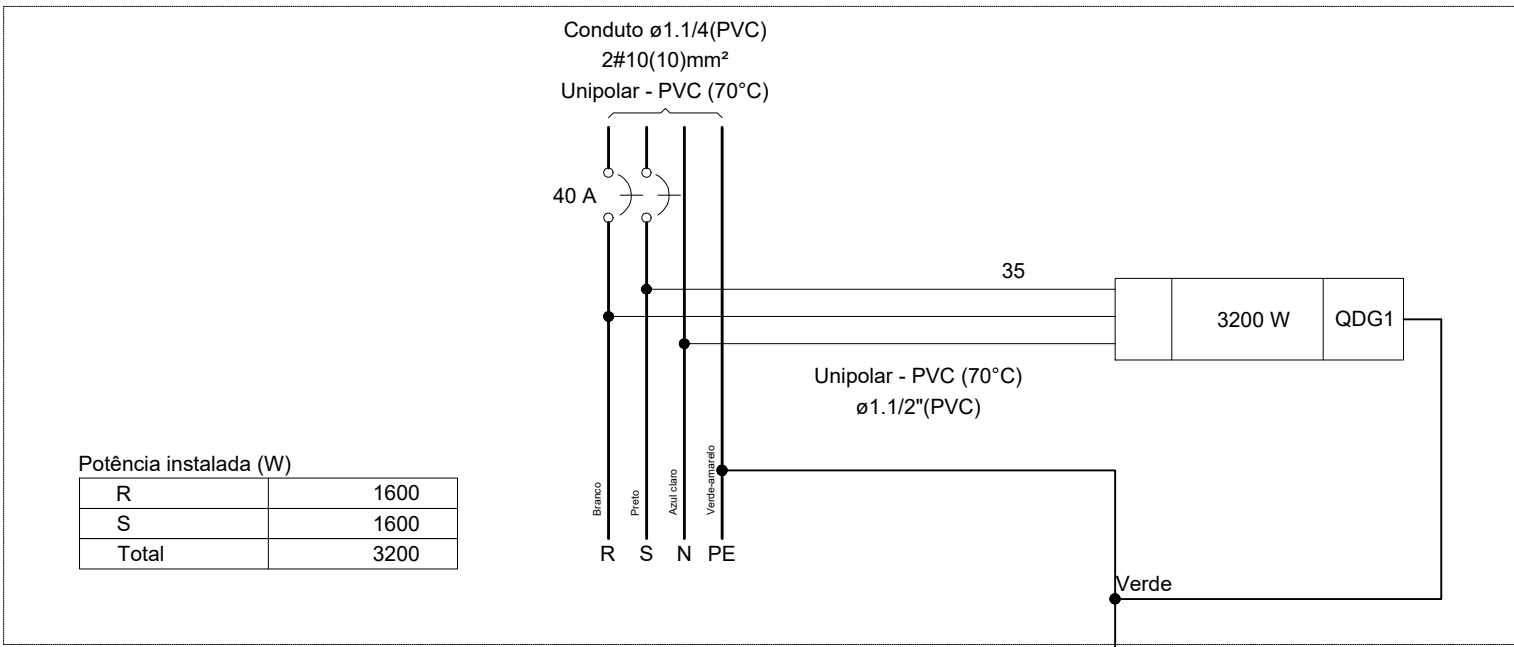 Conduto ø1.1/4(PVC)
2#10(10)mm²
Unipolar - PVC (70°C)
40 A
35
3200 W
QDG1
Unipolar - PVC (70°C)
ø1.1/2"(PVC)
Potência instalada (W)
R 1600
S 1600
Total 3200
Branco
Preto
Azul claro
Verde-amarelo
R S N PE
Verde